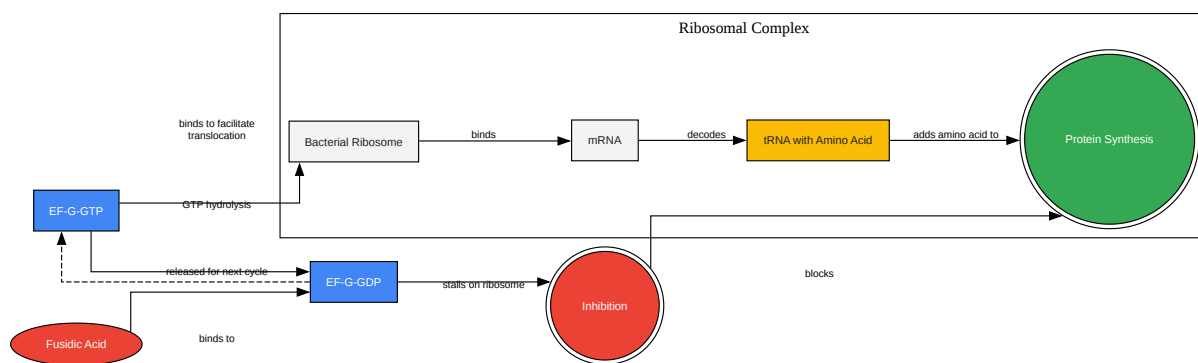 Ribosomal Complex
binds to facilitate
translocation
Bacterial Ribosome
binds
mRNA
decodes
tRNA with Amino Acid
adds amino acid to
Protein Synthesis
EF-G-GTP
GTP hydrolysis
released for next cycle
EF-G-GDP
stalls on ribosome
Inhibition
blocks
Fusidic Acid
binds to